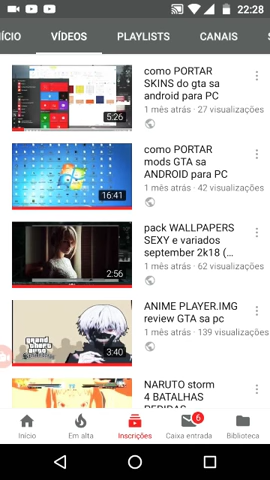 22:28
ÍCIO VÍDEOS PLAYLISTS CANAIS S
como PORTAR
SKINS do gta sa
android para PC
1 mês atrás · 27 visualizações
5:26
como PORTAR
mods GTA sa
ANDROID para PC
1 mês atrás · 42 visualizações
16:41
pack WALLPAPERS
SEXY e variados
september 2k18 (...
1 mês atrás · 62 visualizações
2:56
ANIME PLAYER.IMG
review GTA sa pc
1 mês atrás · 139 visualizações
grand
theft
auto
3:40
NARUTO storm
4 BATALHAS
Início Em alta Inscrições Caixa entrada Biblioteca
6